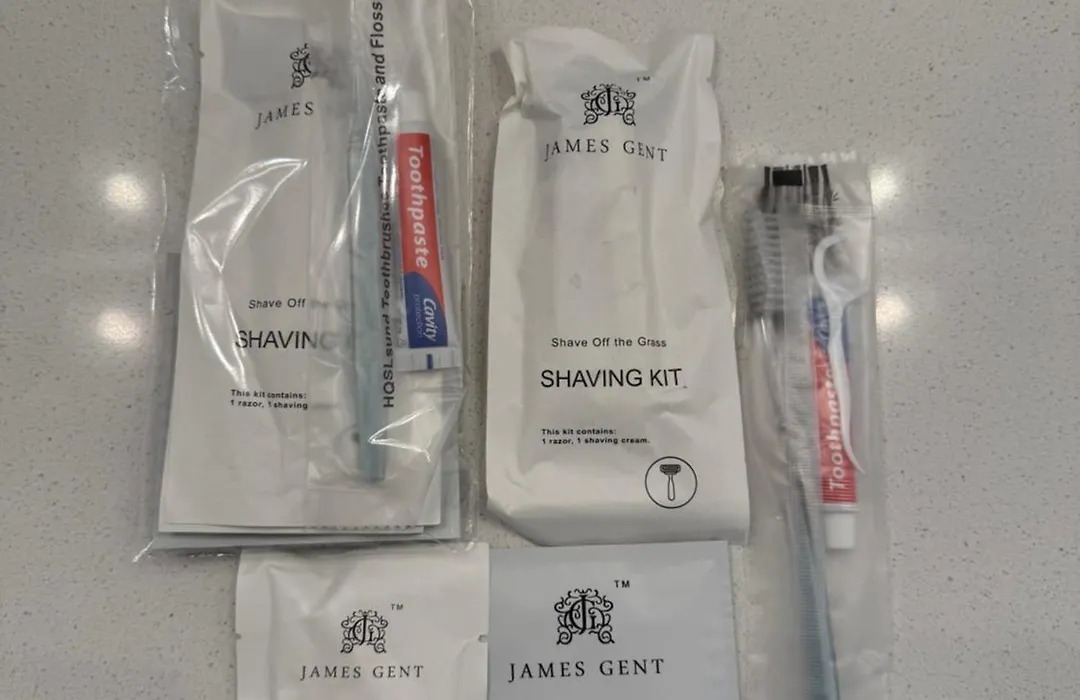 JAMES
Shave Off
SHAVING
This kit contains:
1 razor, 1 shaving
Toothbrushes Toothpaste and Floss
Toothpaste
Cavity
protection
TM
JAMES GENT
Shave Off the Grass
SHAVING KIT
This kit contains:
1 razor, 1 shaving cream.
Toothpaste
TM
JAMES GENT
TM
JAMES GENT